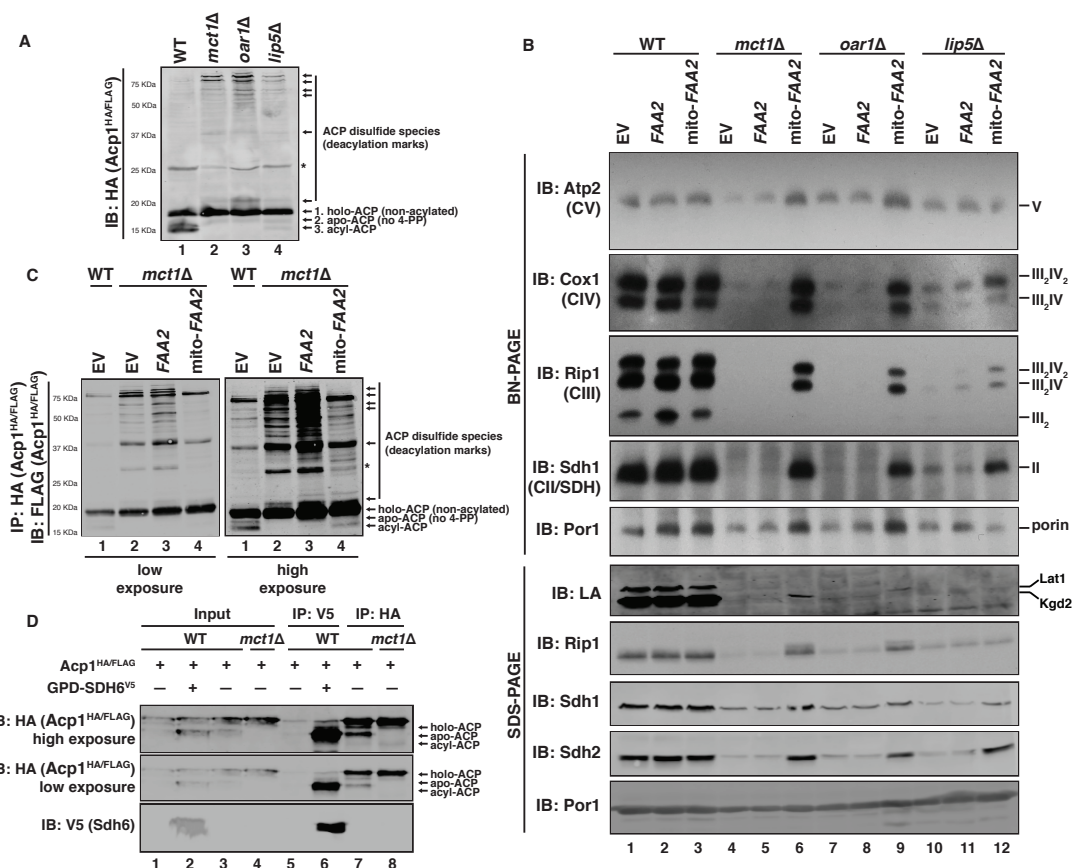 A
WT
mct1Δ
oar1Δ
lip5Δ
IB: HA (Acp1HA/FLAG)
75 KDa
50 KDa
37 KDa
25 KDa
20 KDa
15 KDa
ACP disulfide species
(deacylation marks)
*
1. holo-ACP (non-acylated)
2. apo-ACP (no 4-PP)
3. acyl-ACP
1 2 3 4
B
WT mct1Δ oar1Δ lip5Δ
EV FAA2 mito-FAA2 EV FAA2 mito-FAA2 EV FAA2 mito-FAA2 EV FAA2 mito-FAA2
BN-PAGE
IB: Atp2
(CV)
V
IB: Cox1
(CIV)
III2IV2
III2IV
IB: Rip1
(CIII)
III2IV2
III2IV
III2
IB: Sdh1
(CII/SDH)
II
IB: Por1
porin
SDS-PAGE
IB: LA
Lat1
Kgd2
IB: Rip1
IB: Sdh1
IB: Sdh2
IB: Por1
1 2 3 4 5 6 7 8 9 10 11 12
C
WT mct1Δ WT mct1Δ
EV EV FAA2 mito-FAA2 EV EV FAA2 mito-FAA2
IP: HA (Acp1HA/FLAG)
IB: FLAG (Acp1HA/FLAG)
75 KDa
50 KDa
37 KDa
25 KDa
20 KDa
15 KDa
ACP disulfide species
(deacylation marks)
*
holo-ACP (non-acylated)
apo-ACP (no 4-PP)
acyl-ACP
1 2 3 4 1 2 3 4
low
exposure
high
exposure
D
Input IP: V5 IP: HA
WT mct1Δ WT mct1Δ
Acp1HA/FLAG + + + + + + + +
GPD-SDH6V5 – + – – – + – –
B: HA (Acp1HA/FLAG)
high exposure
holo-ACP
apo-ACP
acyl-ACP
B: HA (Acp1HA/FLAG)
low exposure
holo-ACP
apo-ACP
acyl-ACP
IB: V5 (Sdh6)
1 2 3 4 5 6 7 8